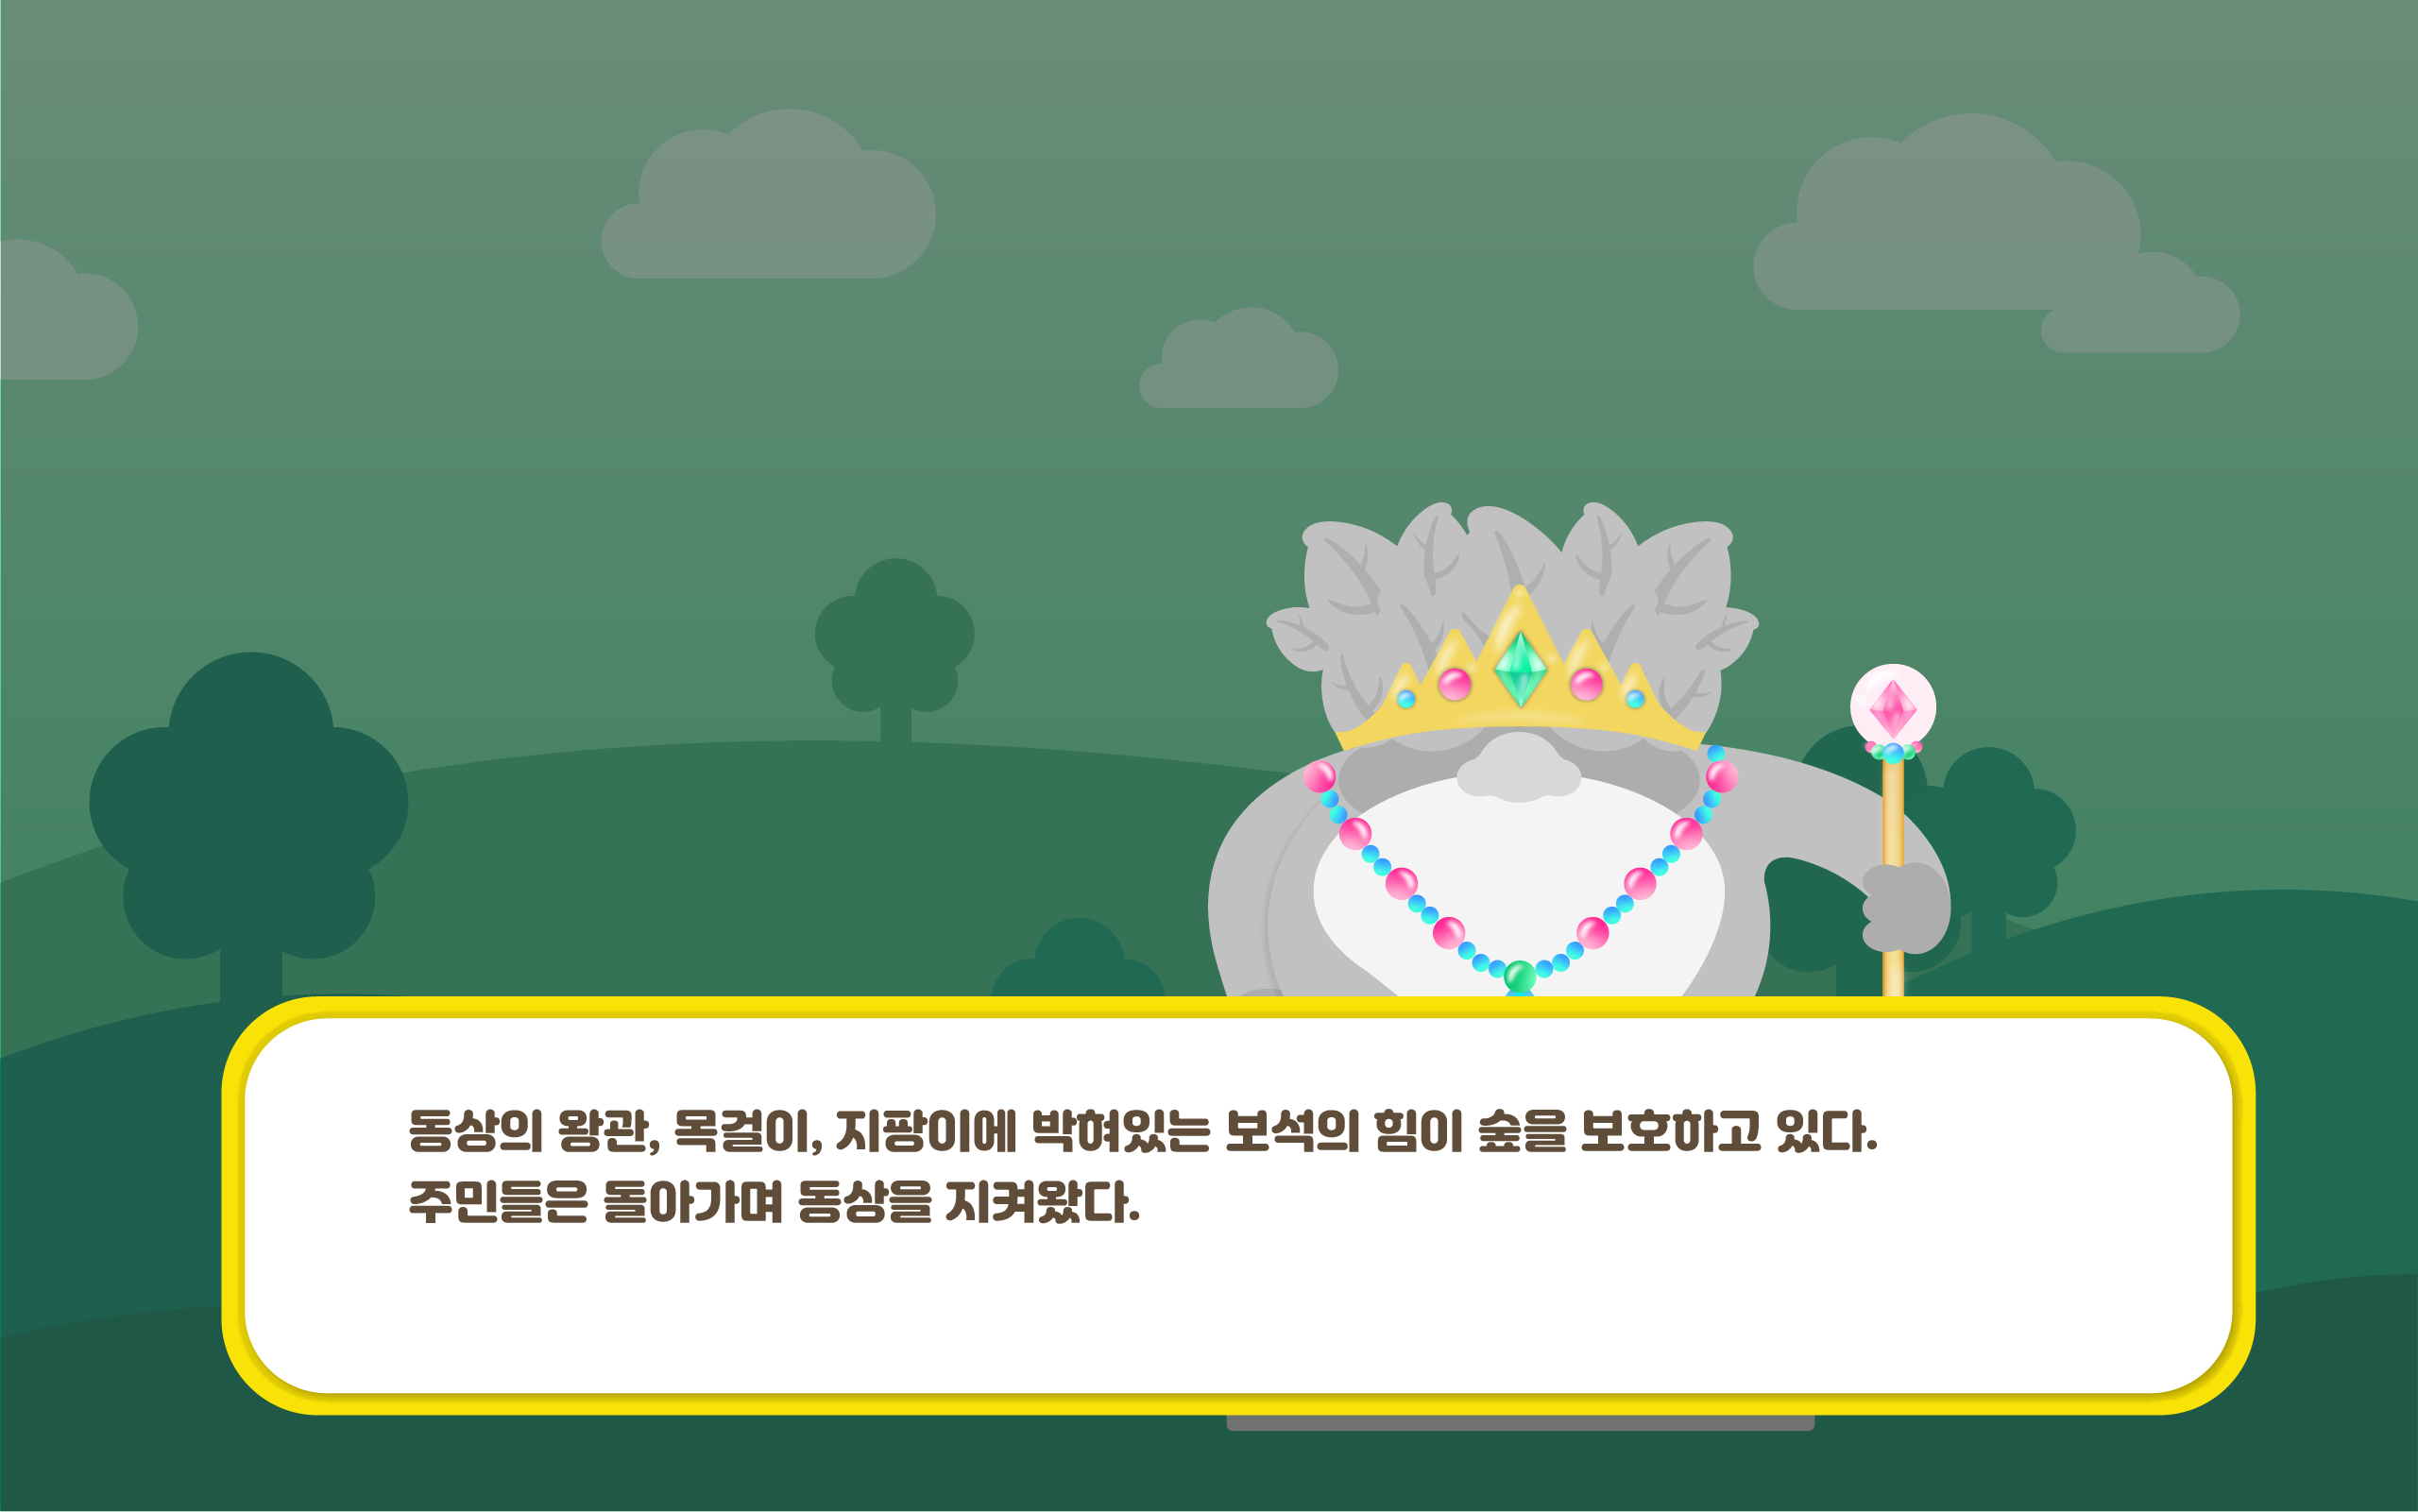 동상의 왕관, 목걸이, 지팡이에 박혀있는 보석의 힘이 숲을 보호하고 있다.
주민들은 돌아가며 동상을 지켜왔다.